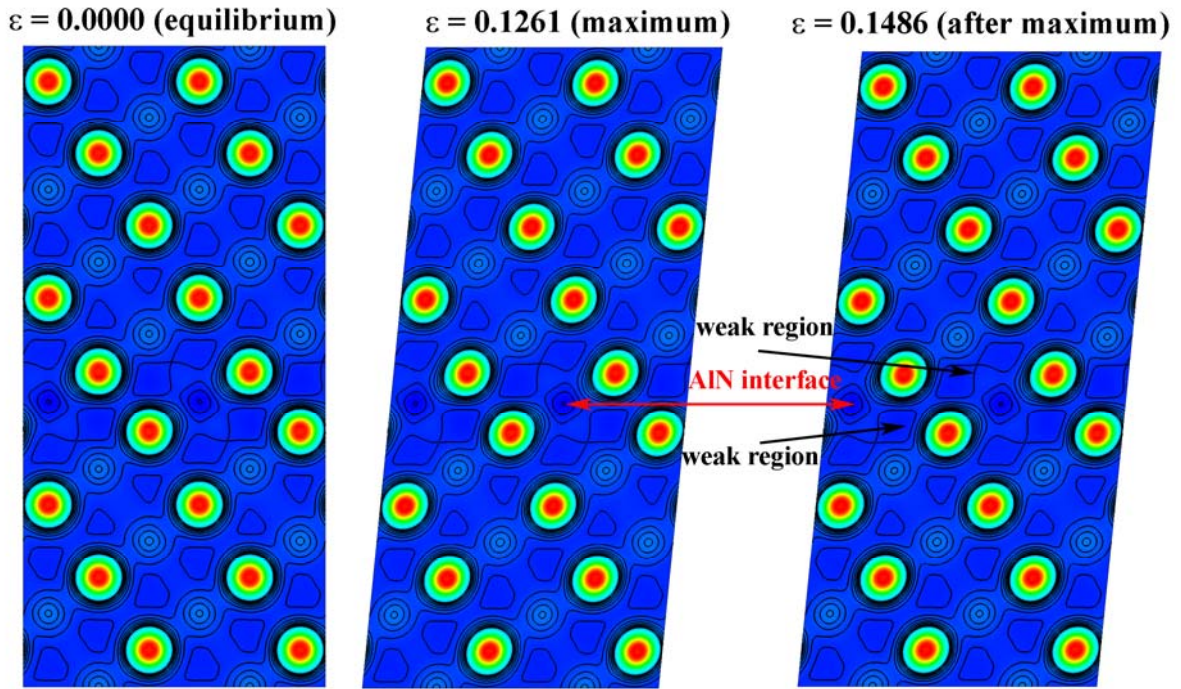 ε = 0.0000 (equilibrium)
ε = 0.1261 (maximum)
ε = 0.1486 (after maximum)
weak region
AlN interface
weak region